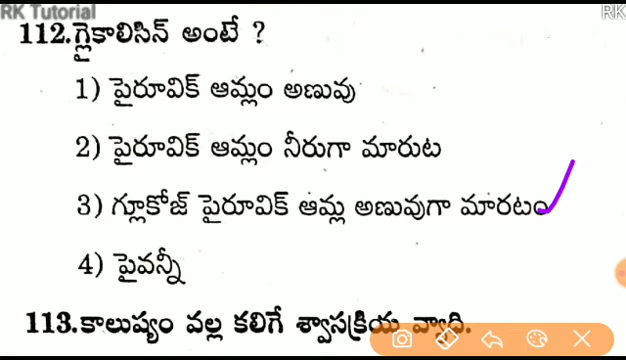 RK Tutorial
RK
112.గ్లైకాలిసిన్ అంటే ?
1) పైరూవిక్ ఆమ్లం అణువు
2) పైరూవిక్ ఆమ్లం నీరుగా మారుట
3) గ్లూకోజ్ పైరూవిక్ ఆమ్ల అణువుగా మారటం
4) పైవన్నీ
113.కాలుష్యం వల్ల కలిగే శ్వాసక్రియ వ్యాధి.